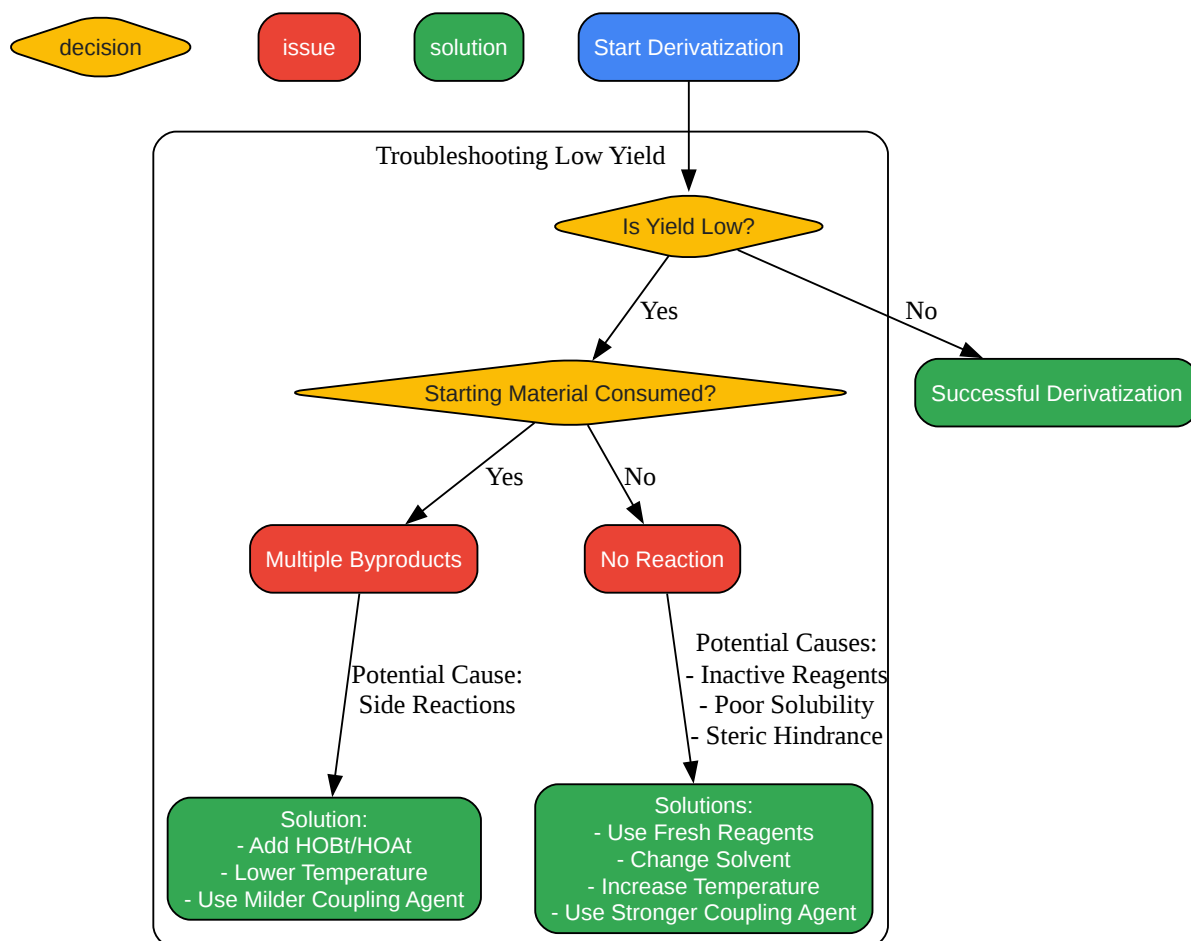 decision
issue
solution
Start Derivatization
Troubleshooting Low Yield
Is Yield Low?
Yes
No
Starting Material Consumed?
Successful Derivatization
Yes
No
Multiple Byproducts
No Reaction
Potential Cause:
Side Reactions
Potential Causes:
- Inactive Reagents
- Poor Solubility
- Steric Hindrance
Solution:
- Add HOBt/HOAt
- Lower Temperature
- Use Milder Coupling Agent
Solutions:
- Use Fresh Reagents
- Change Solvent
- Increase Temperature
- Use Stronger Coupling Agent